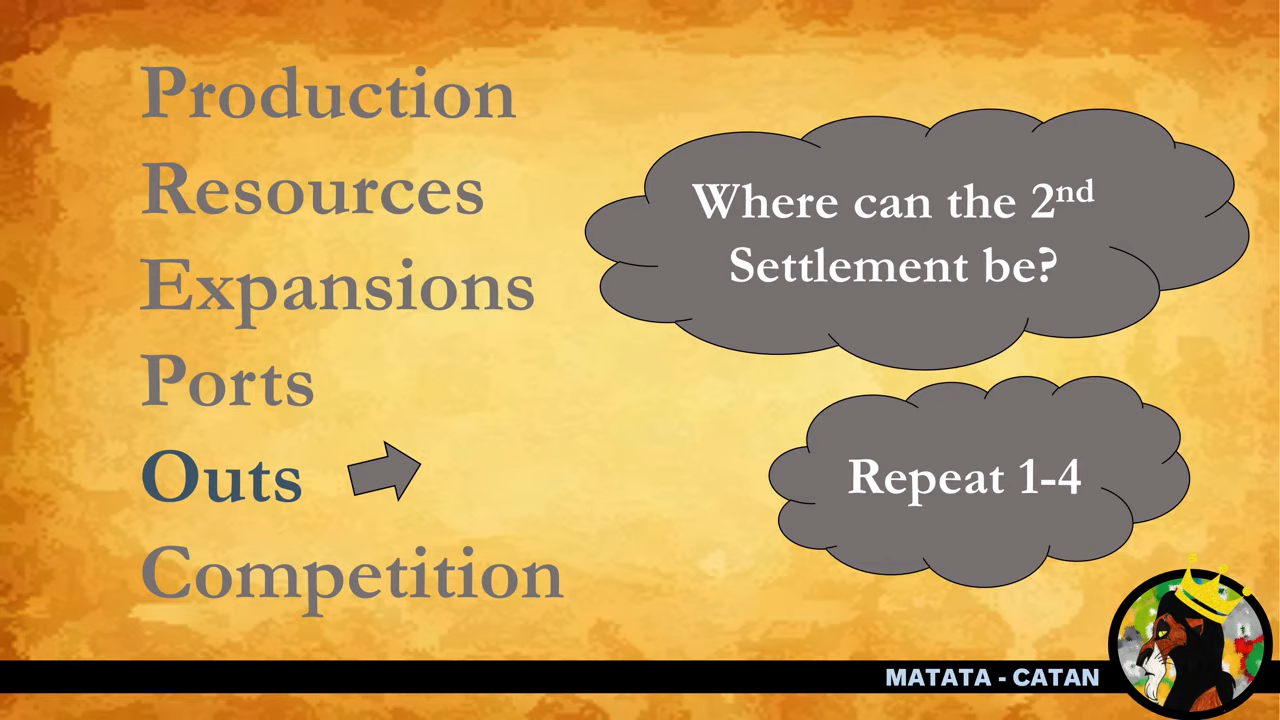 Production
Resources
Expansions
Ports
Outs
Competition
Where can the 2nd
Settlement be?
Repeat 1-4
MATATA - CATAN